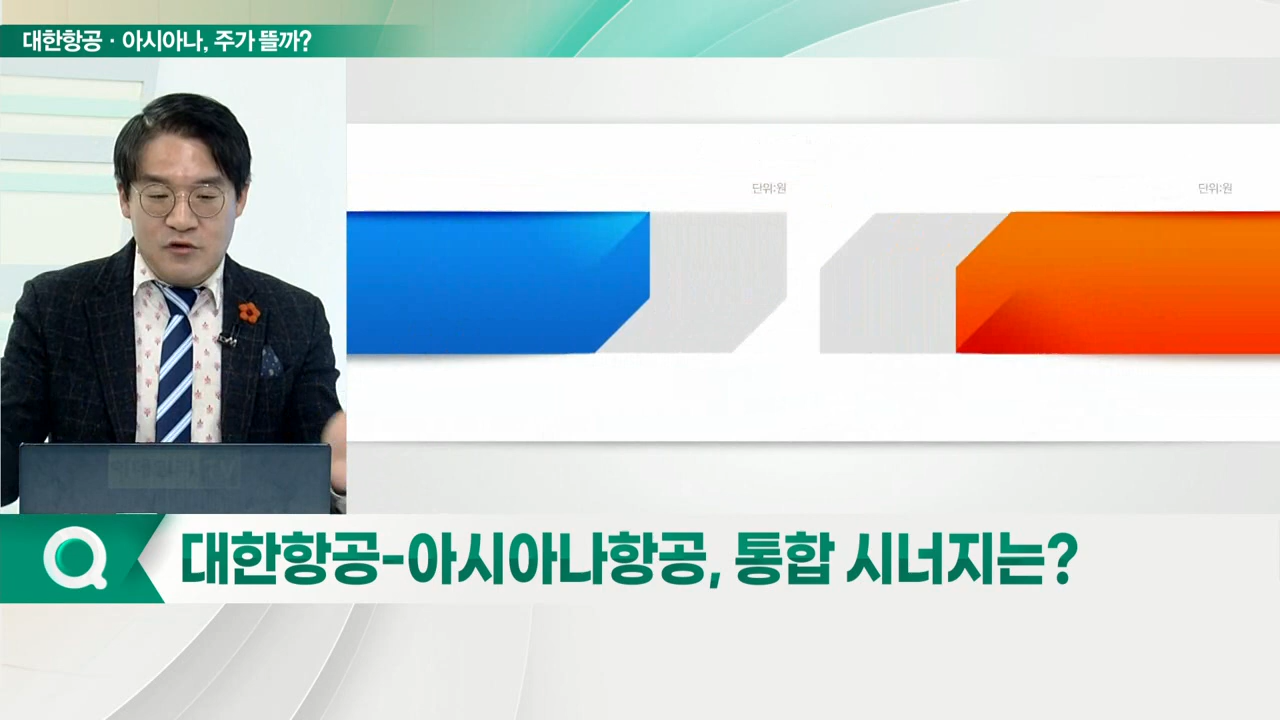 대한항공 · 아시아나, 주가 뜰까?
단위:원
단위:원
대한항공-아시아나항공, 통합 시너지는?